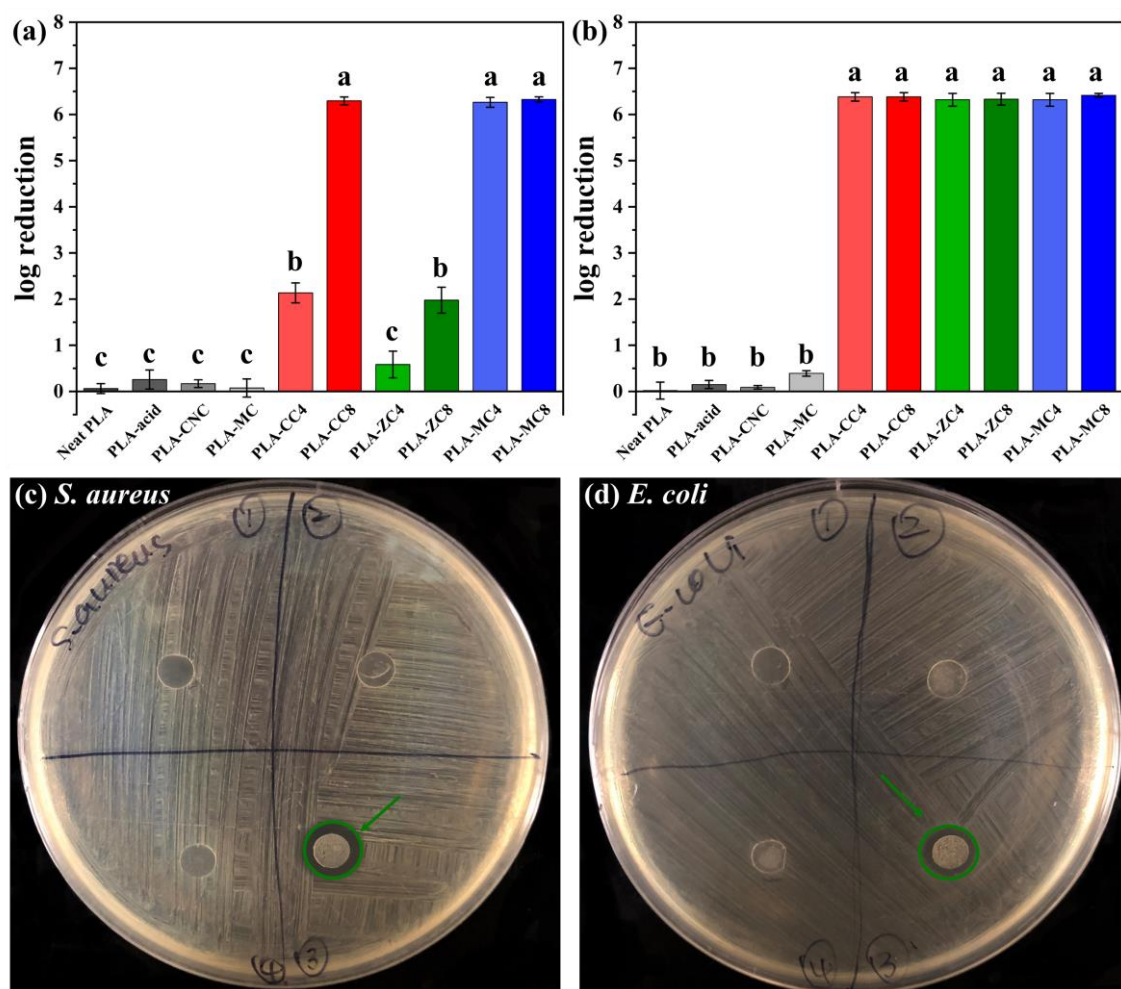 (a)
log reduction
8
7
6
5
4
3
2
1
0
c
c
c
c
b
a
c
b
a
a
Neat PLA
PLA-acid
PLA-CNC
PLA-MC
PLA-CC4
PLA-CC8
PLA-ZC4
PLA-ZC8
PLA-MC4
PLA-MC8
(b)
log reduction
8
7
6
5
4
3
2
1
0
b
b
b
b
a
a
a
a
a
a
Neat PLA
PLA-acid
PLA-CNC
PLA-MC
PLA-CC4
PLA-CC8
PLA-ZC4
PLA-ZC8
PLA-MC4
PLA-MC8
(c) S. aureus
S.aureus
①
②
④
③
(d) E. coli
E-coli
①
②
④
③